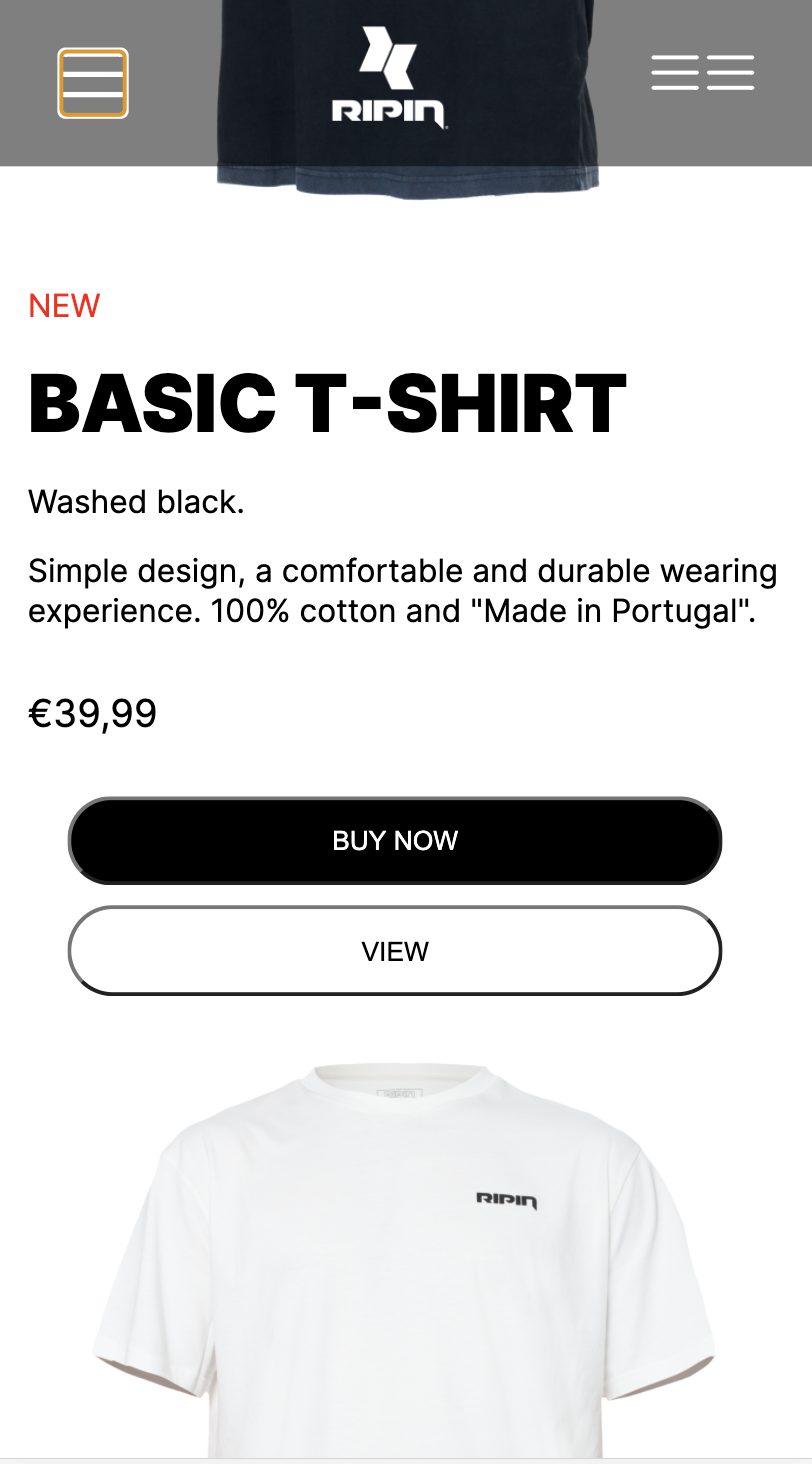 RIPIN
NEW
BASIC T-SHIRT
Washed black.
Simple design, a comfortable and durable wearing
experience. 100% cotton and "Made in Portugal".
€39,99
BUY NOW
VIEW
RIPIN